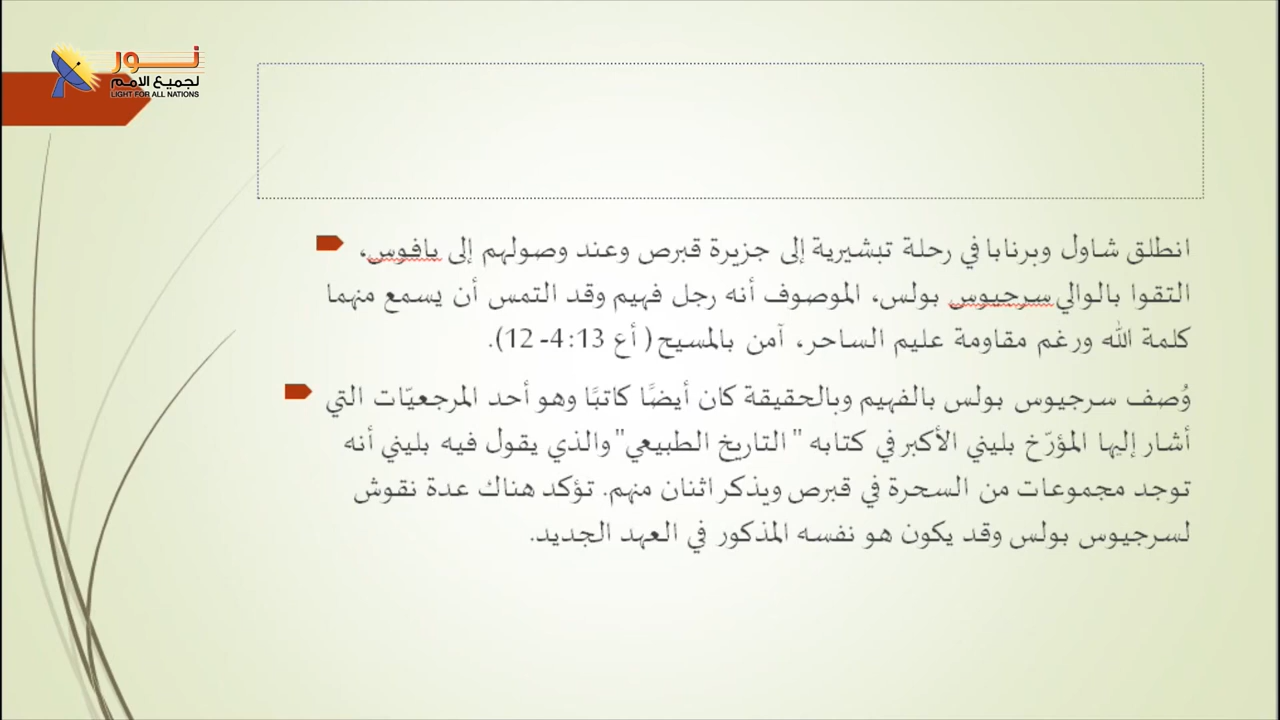 نور
لجميع الامم
LIGHT FOR ALL NATIONS
انطلق شاول وبرنابا في رحلة تبشيرية إلى جزيرة قبرص وعند وصولهم إلى بافوس،
التقوا بالوالي سرجيوس بولس، الموصوف أنه رجل فهيم وقد التمس أن يسمع منهما
كلمة الله ورغم مقاومة عليم الساحر، آمن بالمسيح ( أع 13: 4- 12).
وُصف سرجيوس بولس بالفهيم وبالحقيقة كان أيضًا كاتبًا وهو أحد المرجعيّات التي
أشار إليها المؤرّخ بليني الأكبر في كتابه " التاريخ الطبيعي" والذي يقول فيه بليني أنه
توجد مجموعات من السحرة في قبرص ويذكر اثنان منهم. تؤكد هناك عدة نقوش
لسرجيوس بولس وقد يكون هو نفسه المذكور في العهد الجديد.